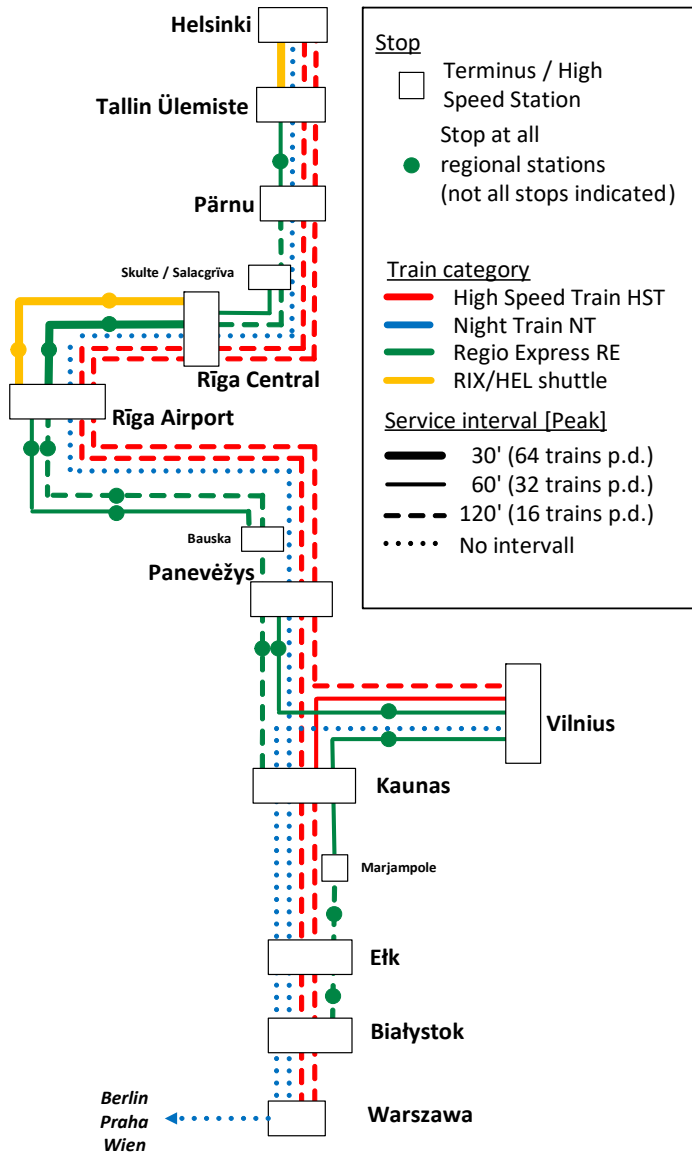 Helsinki
Tallin Ülemiste
Pärnu
Skulte / Salacgrīva
Rīga Central
Rīga Airport
Bauska
Panevėžys
Vilnius
Kaunas
Marjampole
Ełk
Białystok
Warszawa
Berlin
Praha
Wien
Stop
Terminus / High
Speed Station
Stop at all
regional stations
(not all stops indicated)
Train category
High Speed Train HST
Night Train NT
Regio Express RE
RIX/HEL shuttle
Service interval [Peak]
30' (64 trains p.d.)
60' (32 trains p.d.)
120' (16 trains p.d.)
No intervall